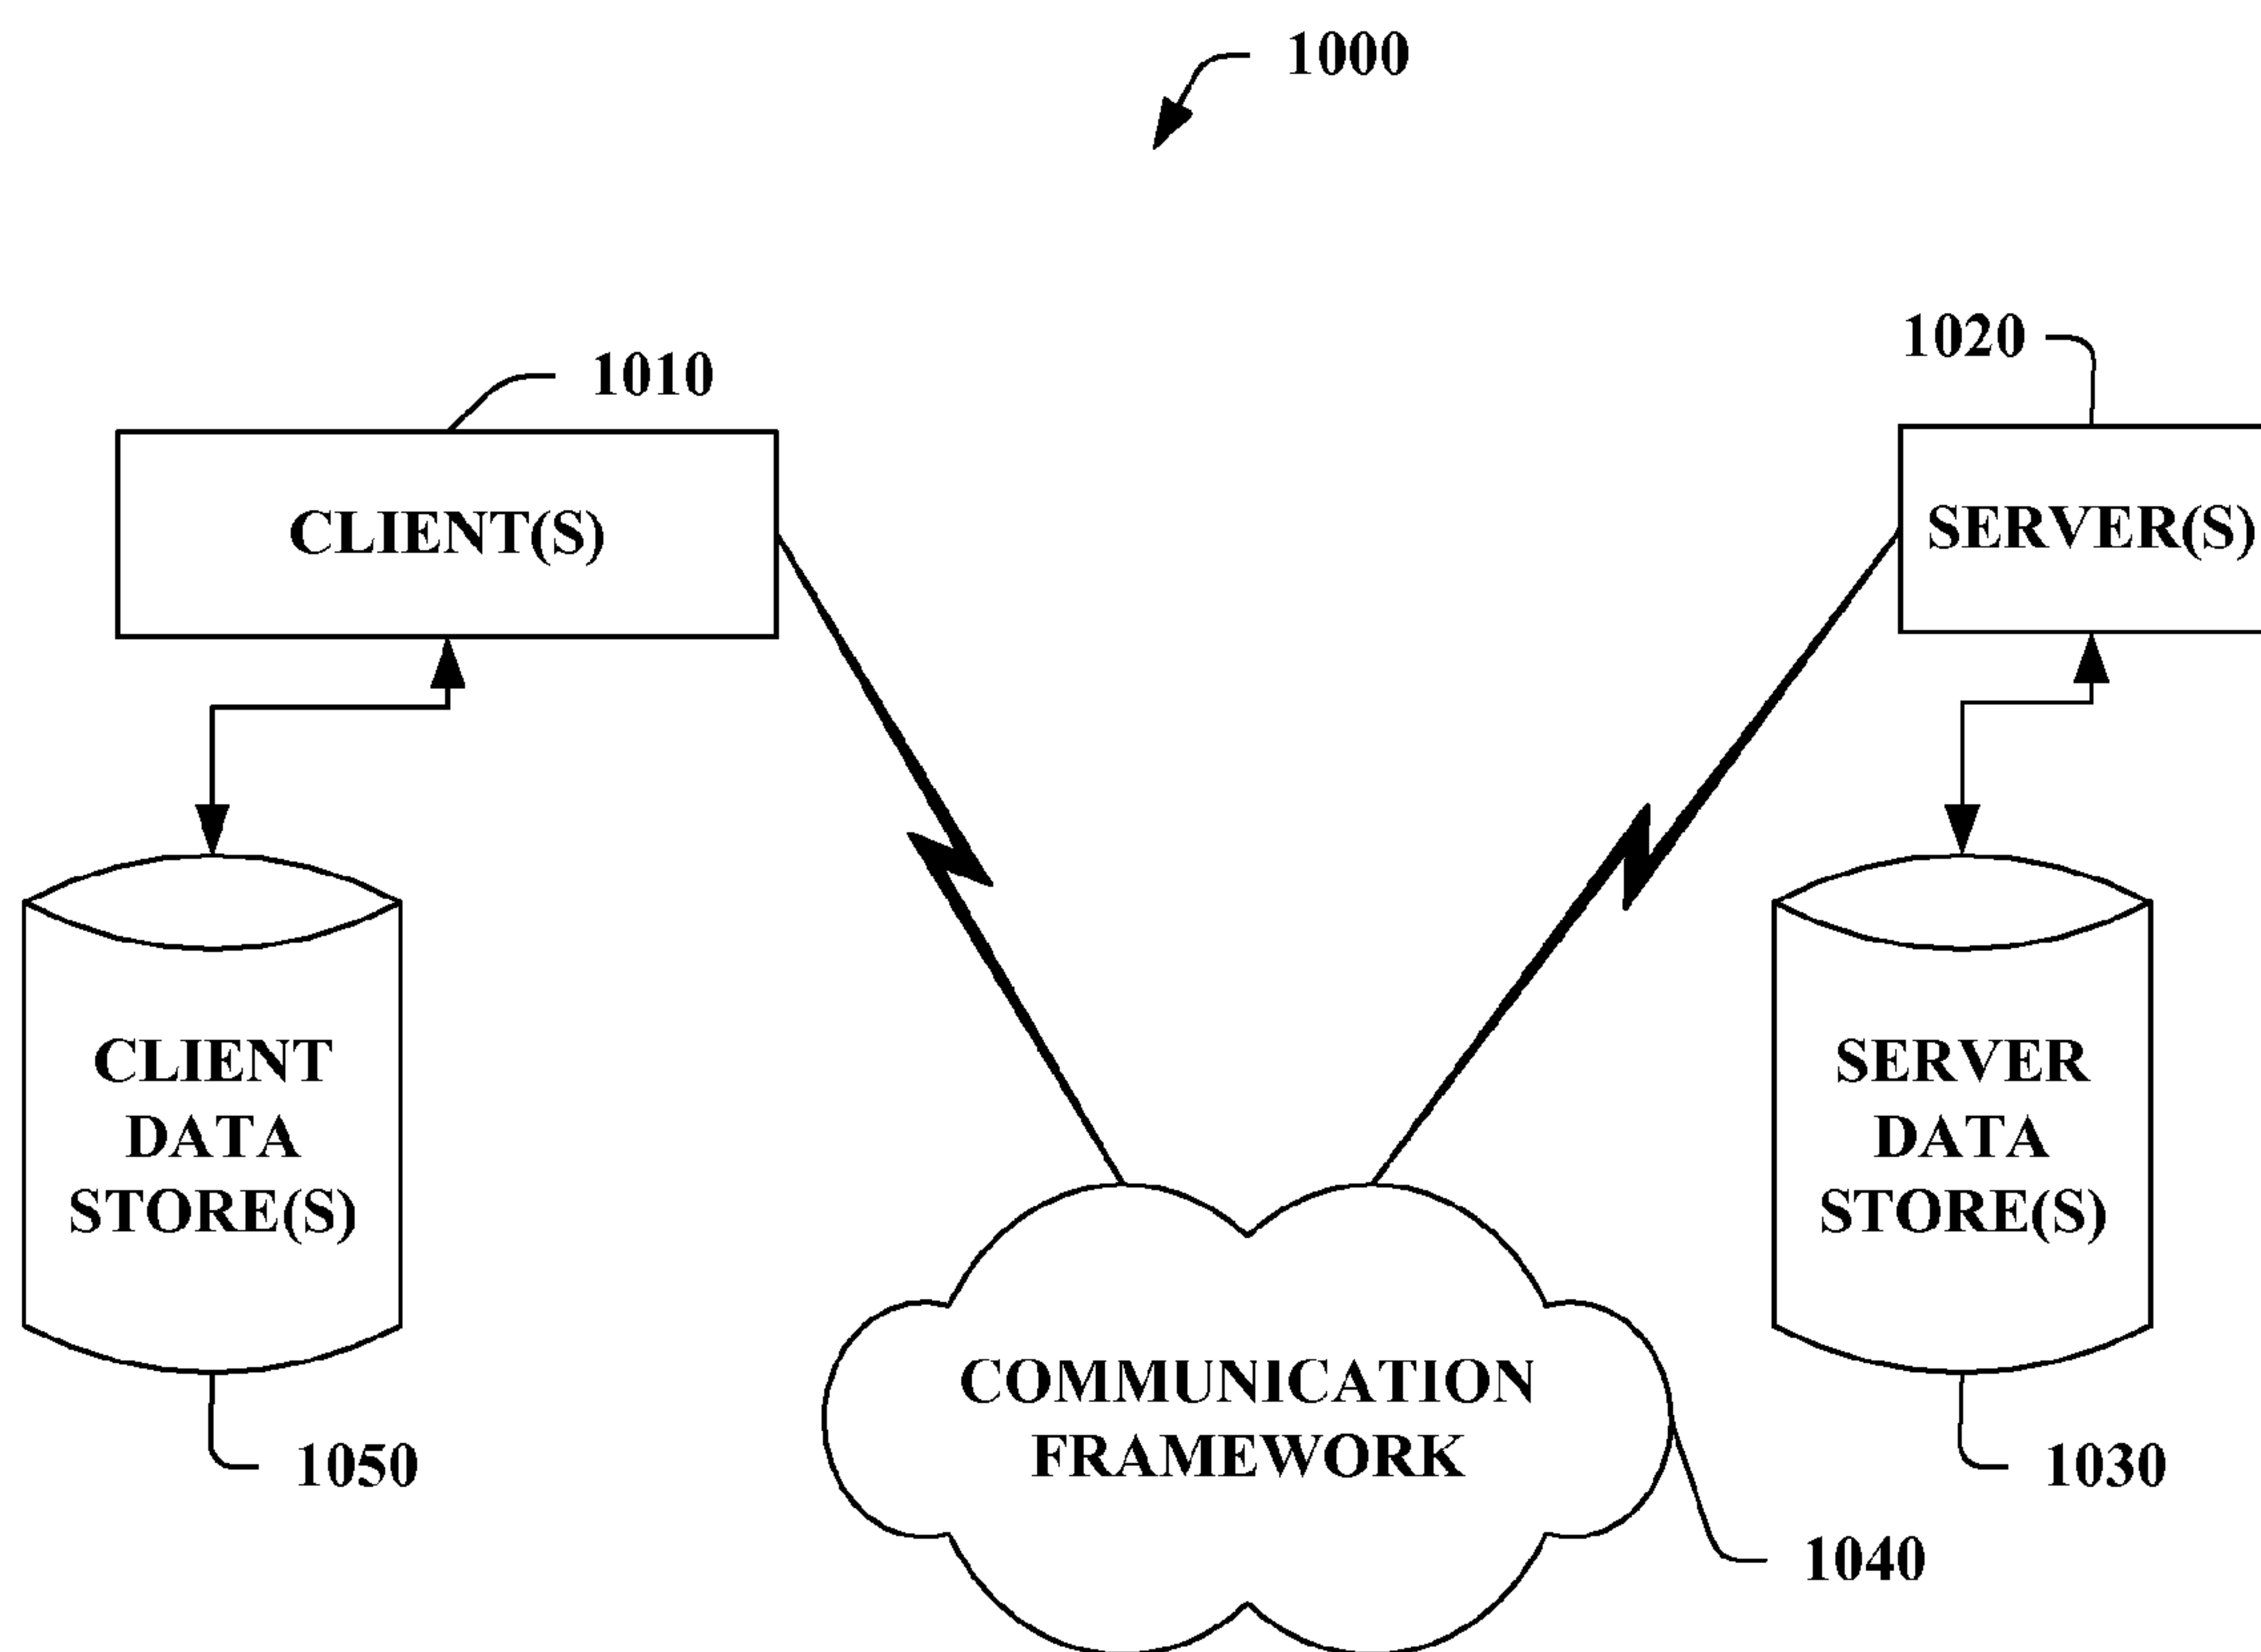 1000
1010
1020
CLIENT(S)
SERVER(S)
CLIENT
DATA
STORE(S)
SERVER
DATA
STORE(S)
COMMUNICATION
FRAMEWORK
1050
1030
1040